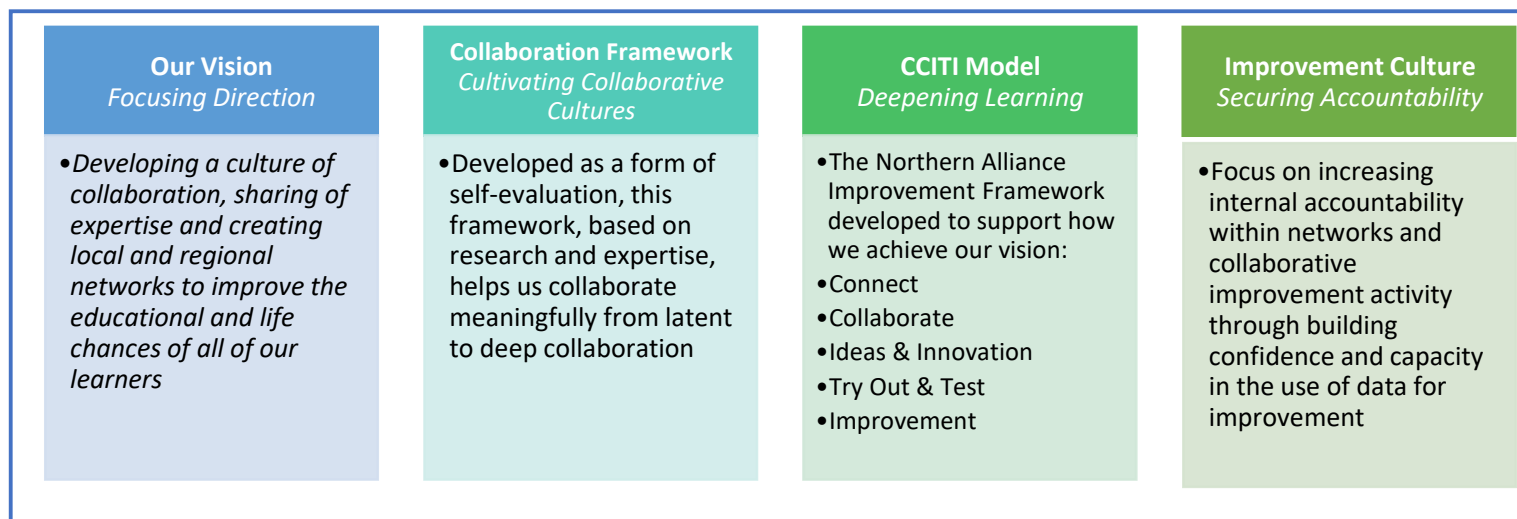 Our Vision
Focusing Direction
•Developing a culture of
collaboration, sharing of
expertise and creating
local and regional
networks to improve the
educational and life
chances of all of our
learners
Collaboration Framework
Cultivating Collaborative
Cultures
•Developed as a form of
self-evaluation, this
framework, based on
research and expertise,
helps us collaborate
meaningfully from latent
to deep collaboration
CCITI Model
Deepening Learning
•The Northern Alliance
Improvement Framework
developed to support how
we achieve our vision:
•Connect
•Collaborate
•Ideas & Innovation
•Try Out & Test
•Improvement
Improvement Culture
Securing Accountability
•Focus on increasing
internal accountability
within networks and
collaborative
improvement activity
through building
confidence and capacity
in the use of data for
improvement